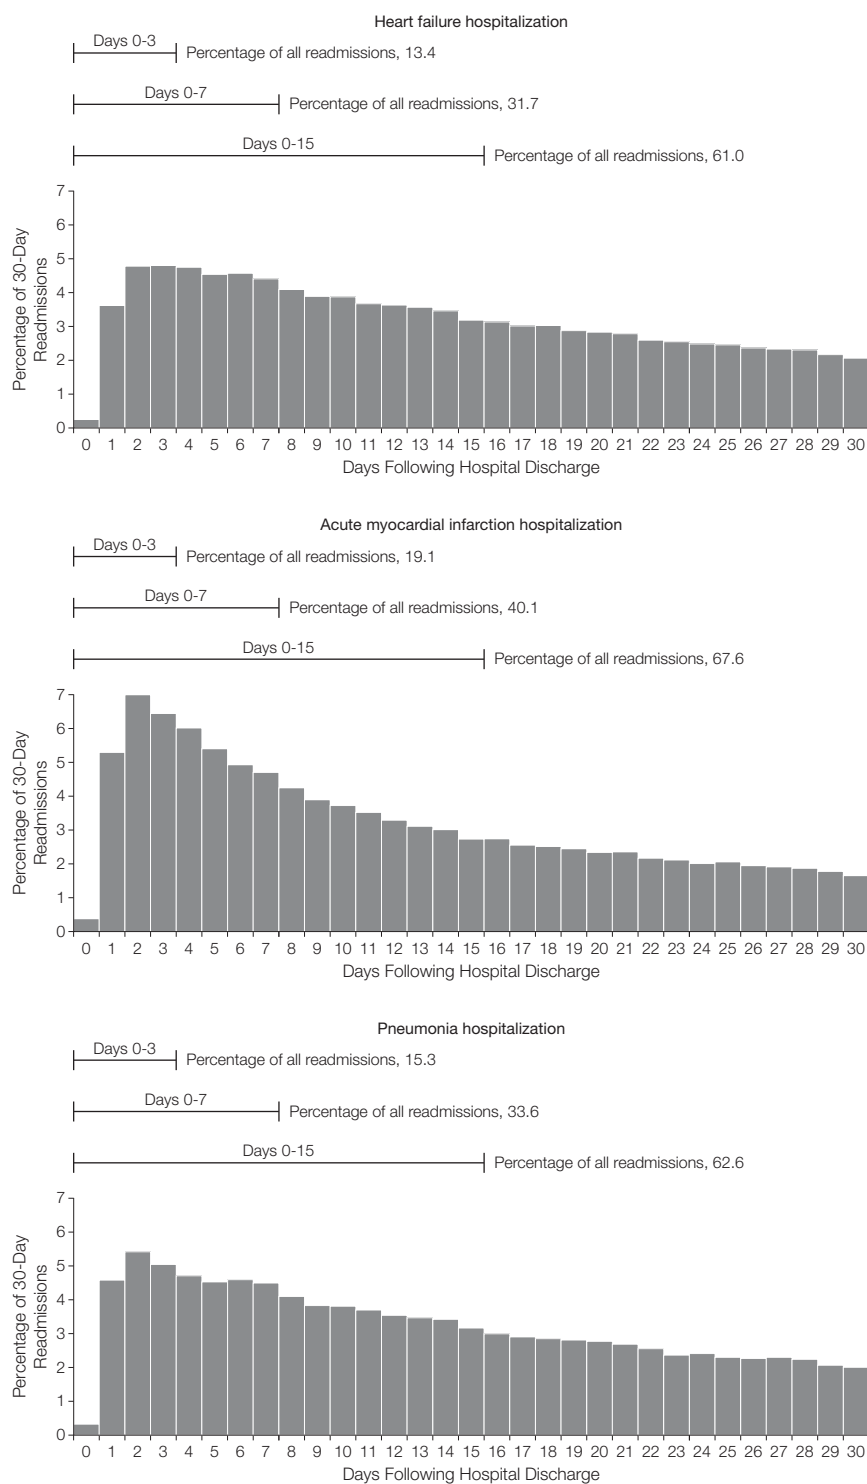 Heart failure hospitalization
Days 0-3
Percentage of all readmissions, 13.4
Days 0-7
Percentage of all readmissions, 31.7
Days 0-15
Percentage of all readmissions, 61.0
Percentage of 30-Day
Readmissions
7
6
5
4
3
2
1
0
0 1 2 3 4 5 6 7 8 9 10 11 12 13 14 15 16 17 18 19 20 21 22 23 24 25 26 27 28 29 30
Days Following Hospital Discharge
Acute myocardial infarction hospitalization
Days 0-3
Percentage of all readmissions, 19.1
Days 0-7
Percentage of all readmissions, 40.1
Days 0-15
Percentage of all readmissions, 67.6
Percentage of 30-Day
Readmissions
7
6
5
4
3
2
1
0
0 1 2 3 4 5 6 7 8 9 10 11 12 13 14 15 16 17 18 19 20 21 22 23 24 25 26 27 28 29 30
Days Following Hospital Discharge
Pneumonia hospitalization
Days 0-3
Percentage of all readmissions, 15.3
Days 0-7
Percentage of all readmissions, 33.6
Days 0-15
Percentage of all readmissions, 62.6
Percentage of 30-Day
Readmissions
7
6
5
4
3
2
1
0
0 1 2 3 4 5 6 7 8 9 10 11 12 13 14 15 16 17 18 19 20 21 22 23 24 25 26 27 28 29 30
Days Following Hospital Discharge